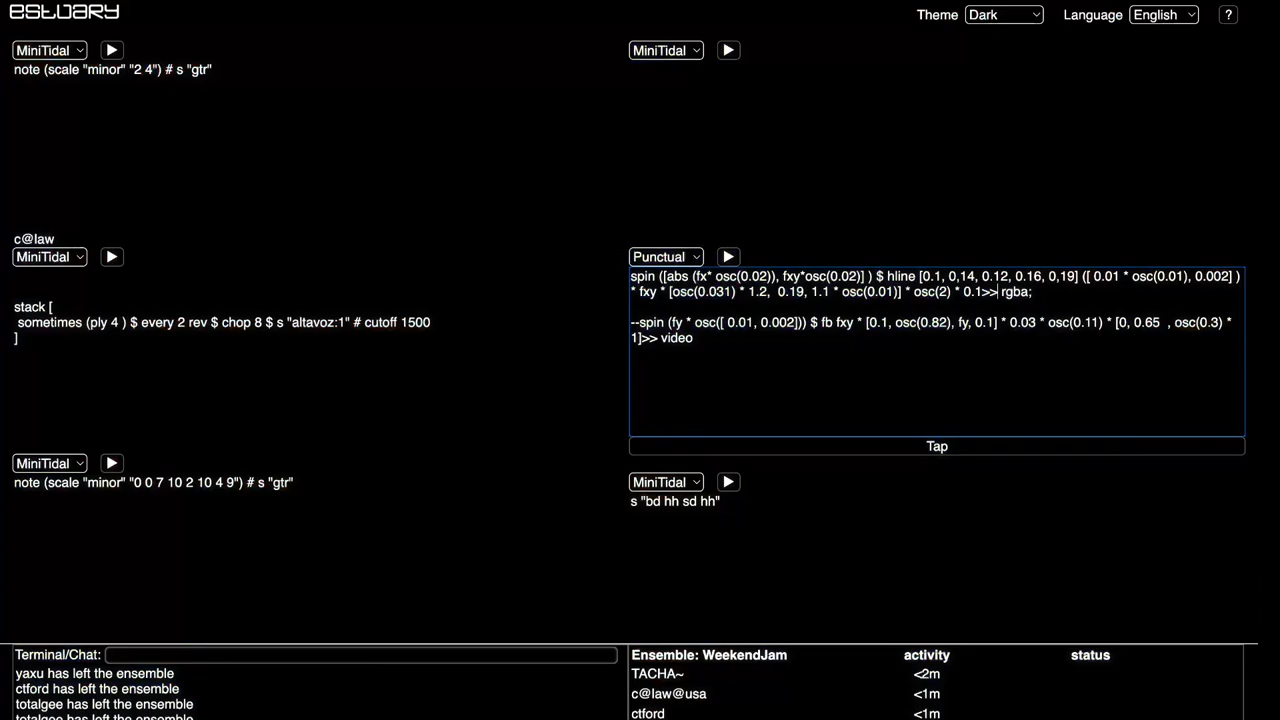 estuary
Theme Dark Language English ?
MiniTidal
note (scale "minor" "2 4") # s "gtr"
MiniTidal
c@law
MiniTidal
stack [
sometimes (ply 4 ) $ every 2 rev $ chop 8 $ s "altavoz:1" # cutoff 1500
]
Punctual
spin ([abs (fx* osc(0.02)), fxy*osc(0.02)] ) $ hline [0.1, 0,14, 0.12, 0.16, 0,19] ([ 0.01 * osc(0.01), 0.002] )
* fxy * [osc(0.031) * 1.2,  0.19, 1.1 * osc(0.01)] * osc(2) * 0.1>> rgba;
--spin (fy * osc([ 0.01, 0.002])) $ fb fxy * [0.1, osc(0.82), fy, 0.1] * 0.03 * osc(0.11) * [0, 0.65  , osc(0.3) *
1]>> video
Tap
MiniTidal
note (scale "minor" "0 0 7 10 2 10 4 9") # s "gtr"
MiniTidal
s "bd hh sd hh"
Terminal/Chat:
yaxu has left the ensemble
ctford has left the ensemble
totalgee has left the ensemble
totalgee has left the ensemble
Ensemble: WeekendJam activity status
TACHA~ <2m
c@law@usa <1m
ctford <1m